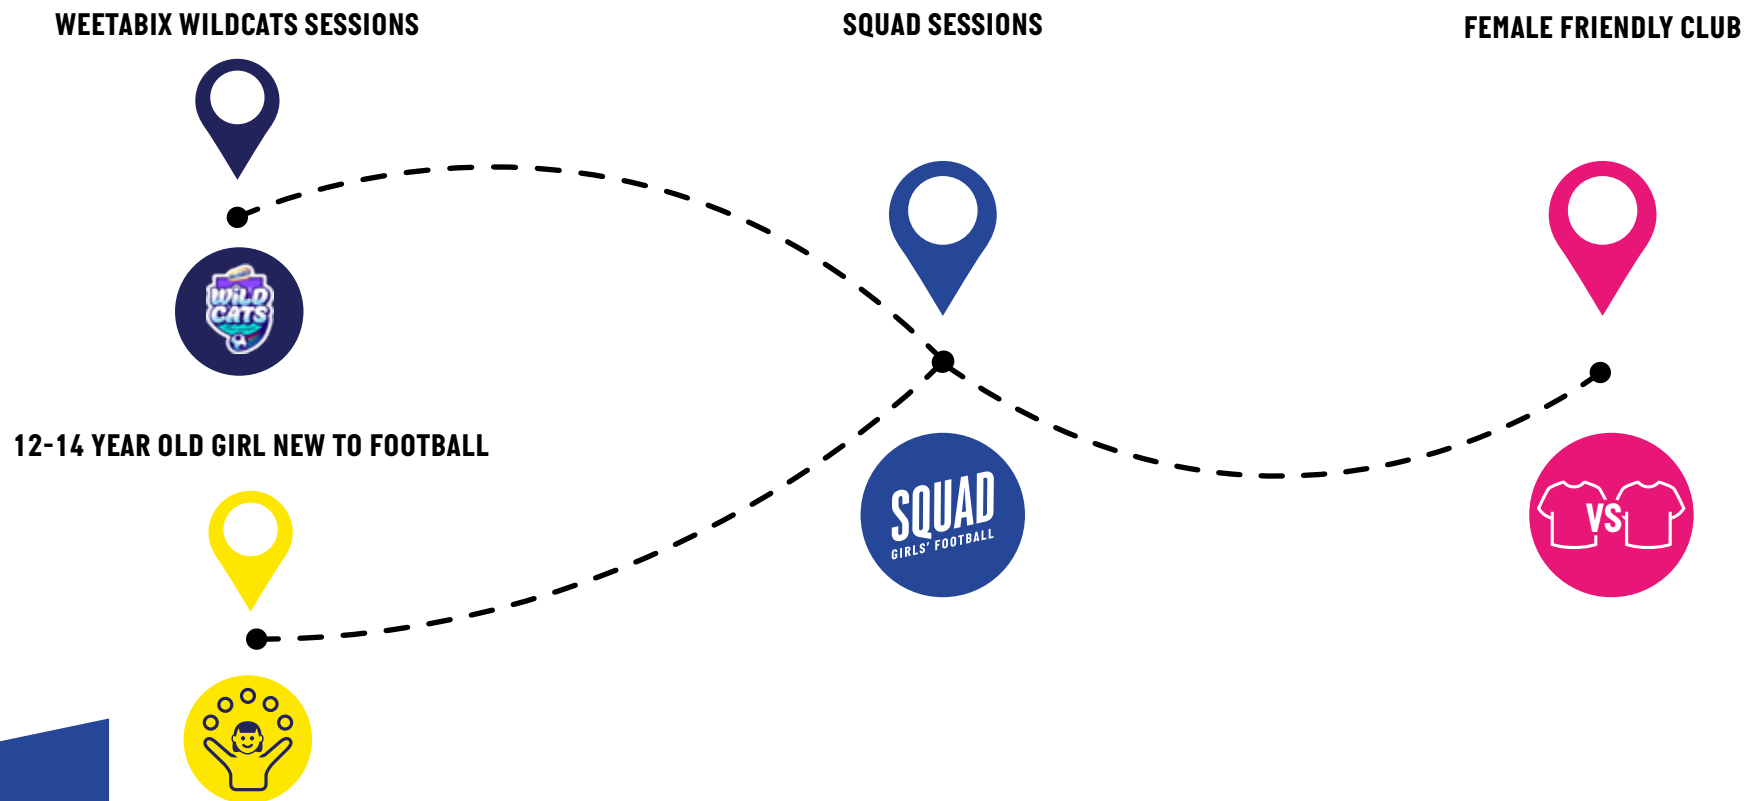 WEETABIX WILDCATS SESSIONS
SQUAD SESSIONS
FEMALE FRIENDLY CLUB
WILD
CATS
12-14 YEAR OLD GIRL NEW TO FOOTBALL
SQUAD
GIRLS' FOOTBALL
VS